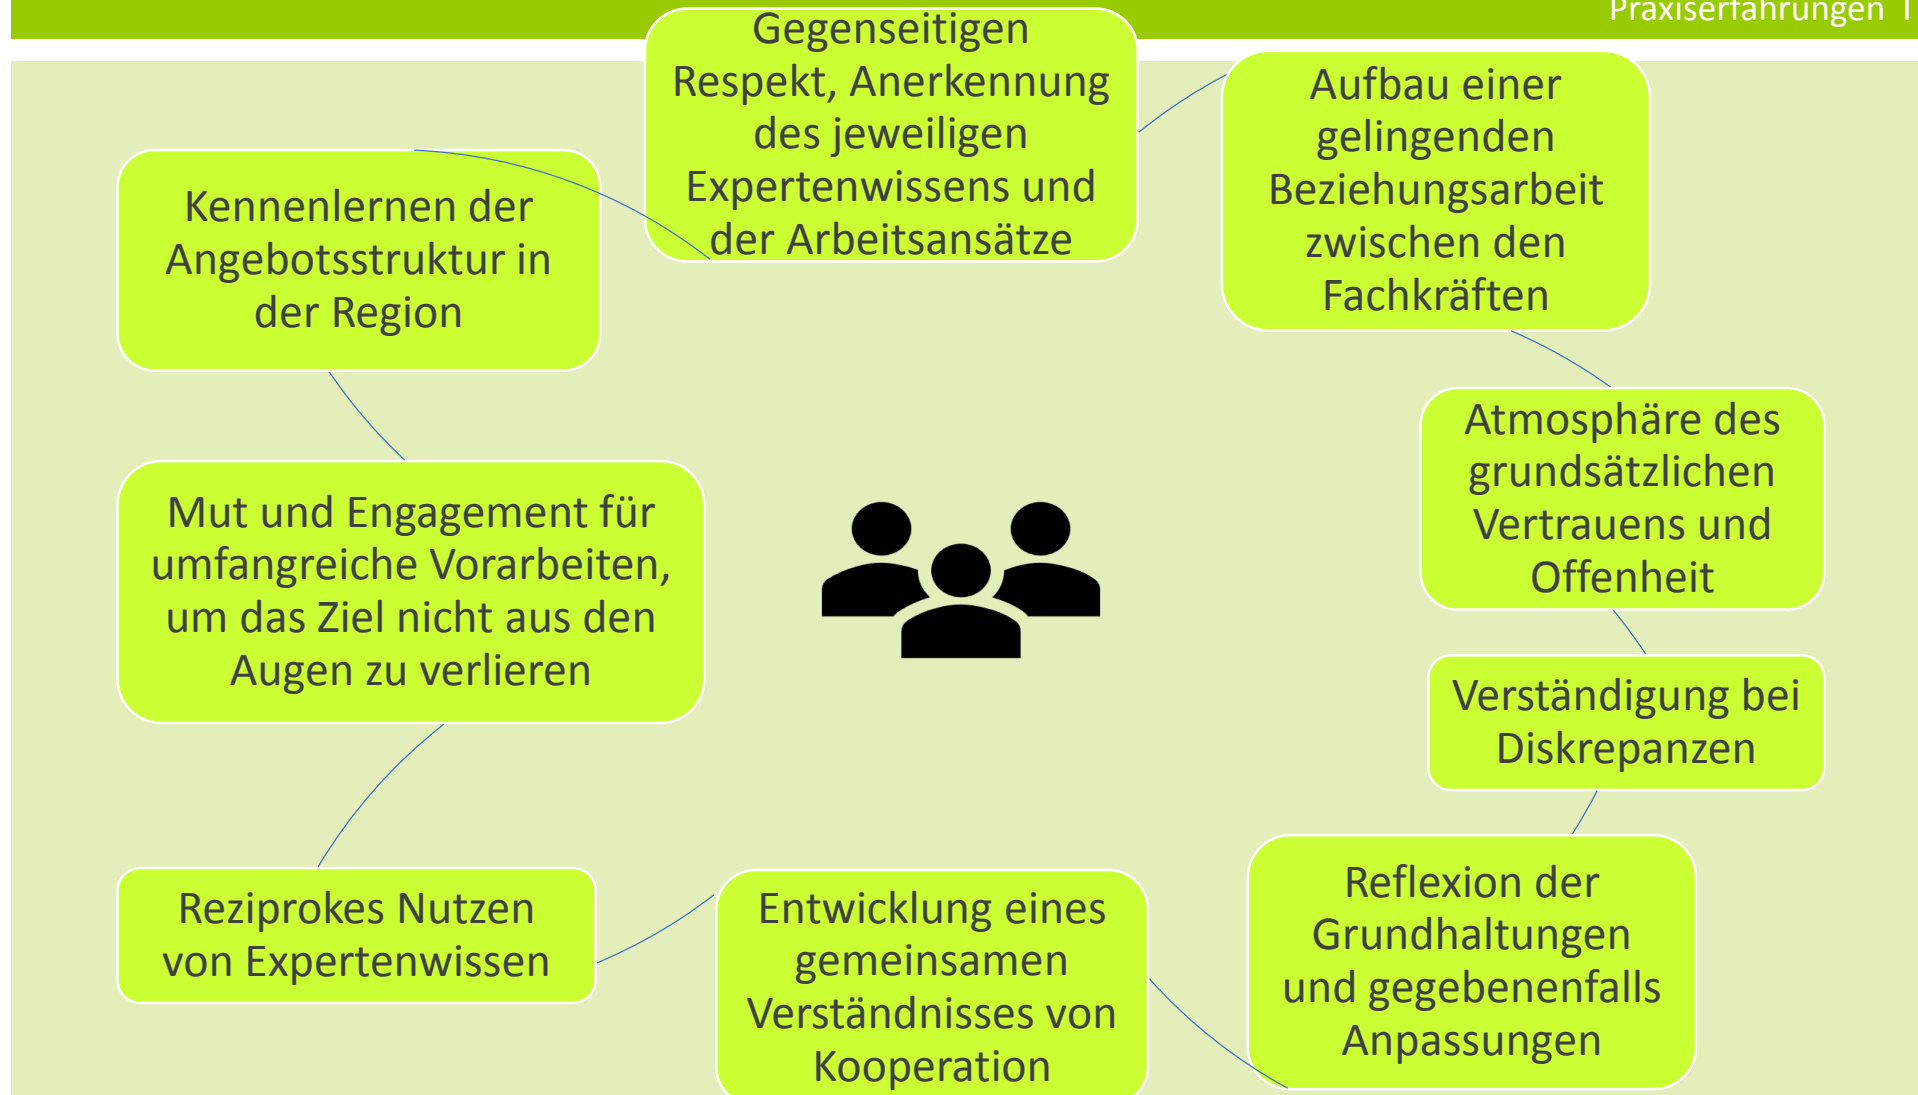 Praxiserfahrungen
Gegenseitigen
Respekt, Anerkennung
des jeweiligen
Expertenwissens und
der Arbeitsansätze
Aufbau einer
gelingenden
Beziehungsarbeit
zwischen den
Fachkräften
Atmosphäre des
grundsätzlichen
Vertrauens und
Offenheit
Verständigung bei
Diskrepanzen
Reflexion der
Grundhaltungen
und gegebenenfalls
Anpassungen
Entwicklung eines
gemeinsamen
Verständnisses von
Kooperation
Reziprokes Nutzen
von Expertenwissen
Mut und Engagement für
umfangreiche Vorarbeiten,
um das Ziel nicht aus den
Augen zu verlieren
Kennenlernen der
Angebotsstruktur in
der Region